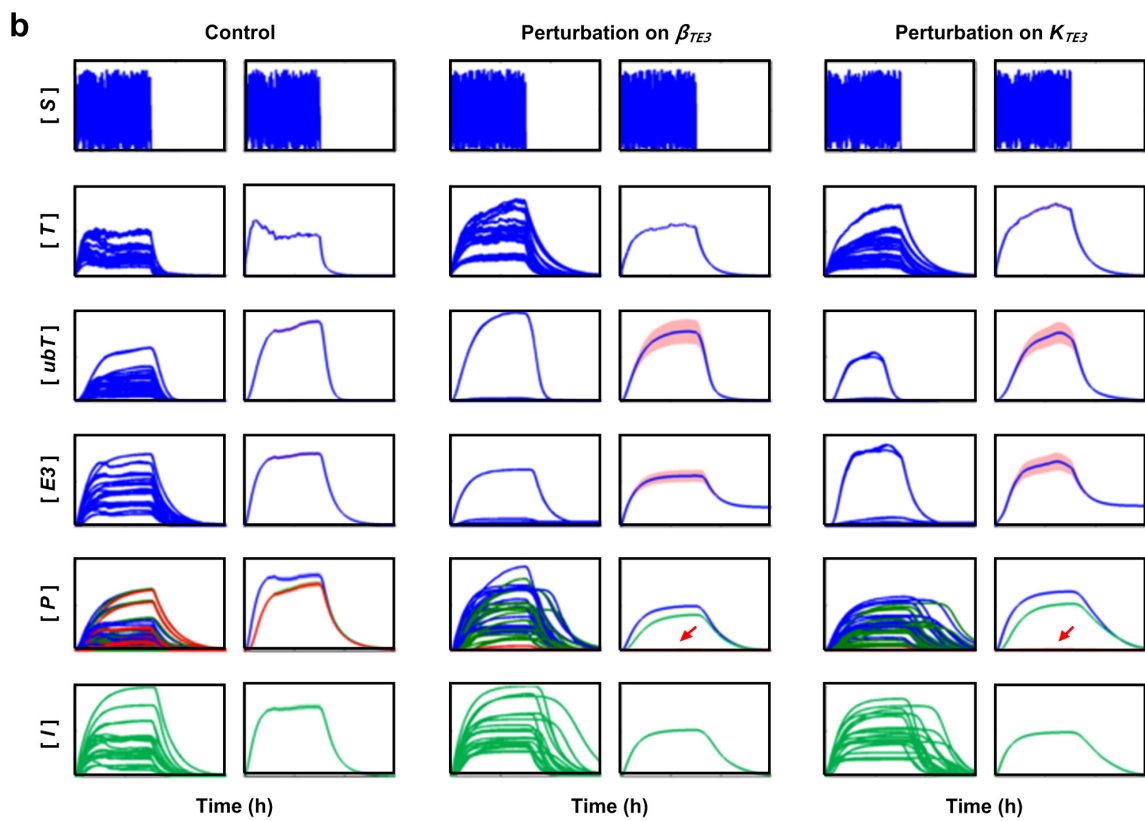 b
Control
Perturbation on βTE3
Perturbation on KTE3
[ S ]
[ T ]
[ ubT ]
[ E3 ]
[ P ]
[ I ]
Time (h)
Time (h)
Time (h)